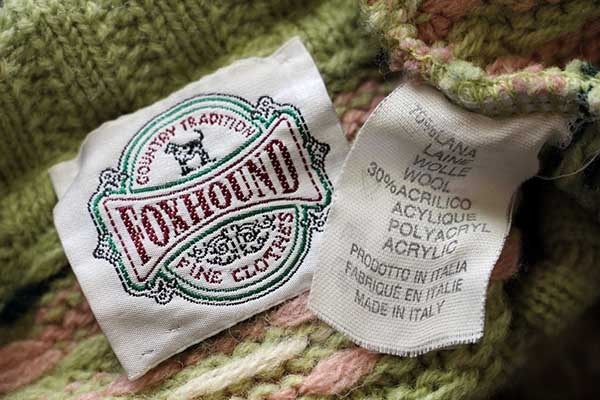 COUNTRY TRADITION
FOXHOUND
FINE CLOTHES
70% LANA
LAINE
WOLLE
WOOL
30% ACRILICO
ACYLIQUE
POLYACRYL
ACRYLIC
PRODOTTO IN ITALIA
FABRIQUÉ EN ITALIE
MADE IN ITALY